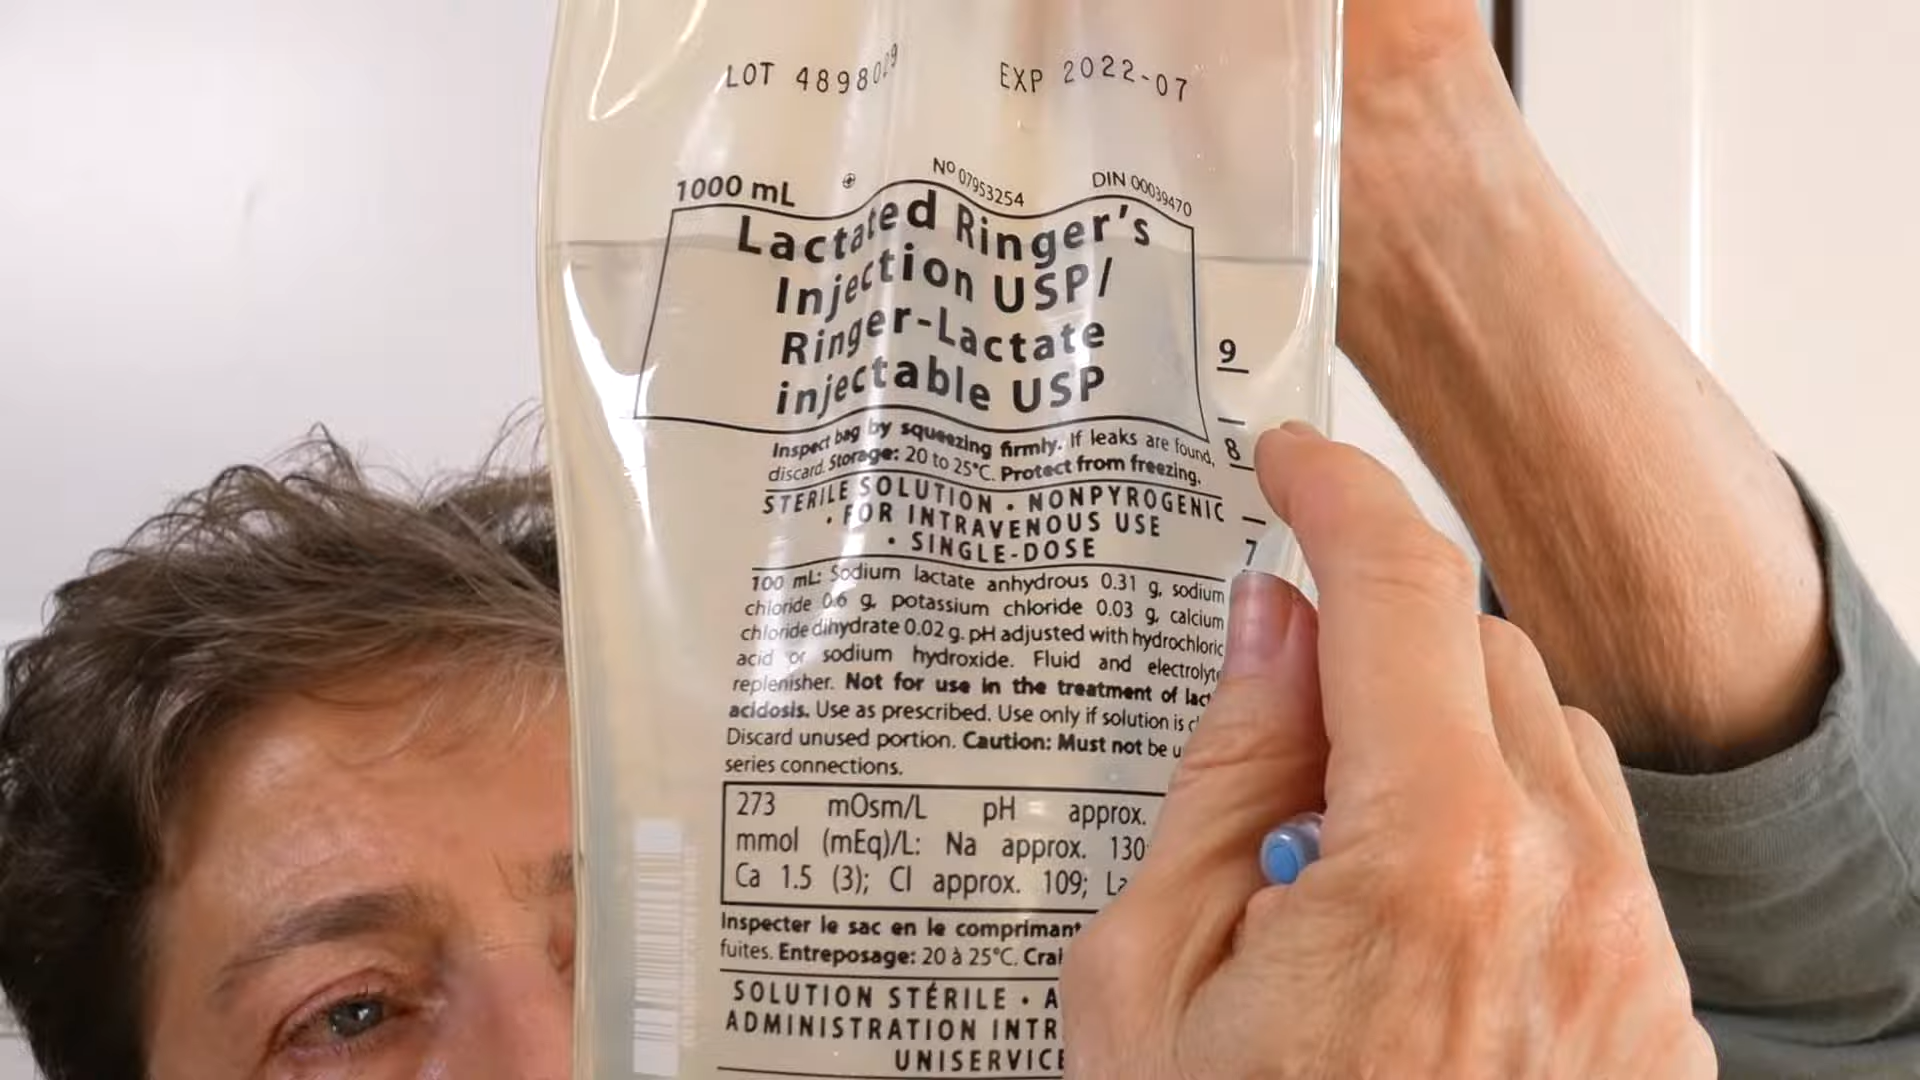 LOT 4898029 EXP 2022-07
1000 mL Nº 07953254 DIN 00039470
Lactated Ringer's
Injection USP/
Ringer-Lactate
injectable USP
9
8
7
Inspect bag by squeezing firmly. If leaks are found,
discard. Storage: 20 to 25°C. Protect from freezing.
STERILE SOLUTION • NONPYROGENIC
• FOR INTRAVENOUS USE
• SINGLE-DOSE
100 mL: Sodium lactate anhydrous 0.31 g, sodium
chloride 0.6 g, potassium chloride 0.03 g, calcium
chloride dihydrate 0.02 g. pH adjusted with hydrochloric
acid or sodium hydroxide. Fluid and electrolyte
replenisher. Not for use in the treatment of
acidosis. Use as prescribed. Use only if solution is
Discard unused portion. Caution: Must not be
series connections.
273 mOsm/L pH approx.
mmol (mEq)/L: Na approx. 130
Ca 1.5 (3); Cl approx. 109;
Inspecter le sac en le comprimant
fuites. Entreposage: 20 à 25°C.
SOLUTION STÉRILE •
ADMINISTRATION
UNISERVICE